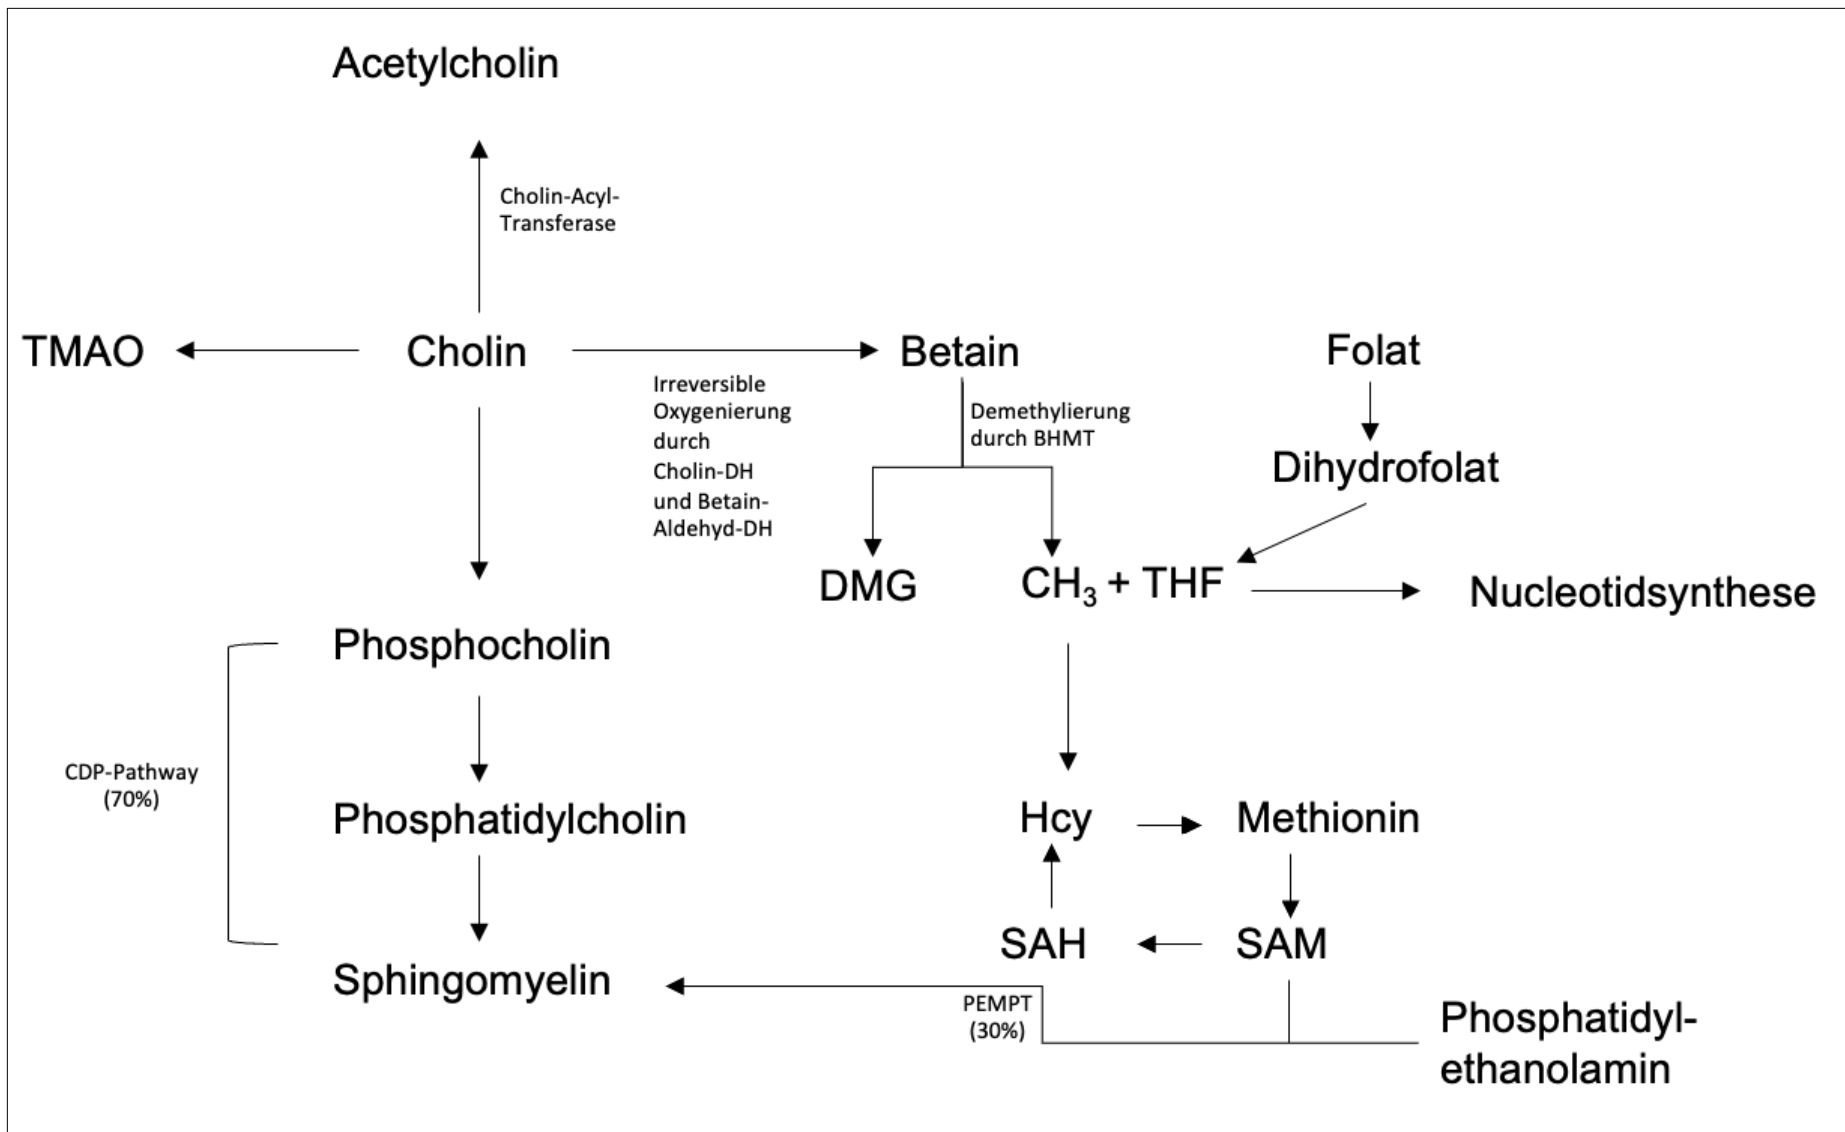 Acetylcholin
Cholin-Acyl-
Transferase
TMAO
Cholin
Betain
Folat
Irreversible
Oxygenierung
durch
Cholin-DH
und Betain-
Aldehyd-DH
Demethylierung
durch BHMT
Dihydrofolat
DMG
CH₃ + THF
Nucleotidsynthese
Phosphocholin
CDP-Pathway
(70%)
Phosphatidylcholin
Hcy
Methionin
SAH
SAM
Sphingomyelin
PEMPT
(30%)
Phosphatidyl-
ethanolamin